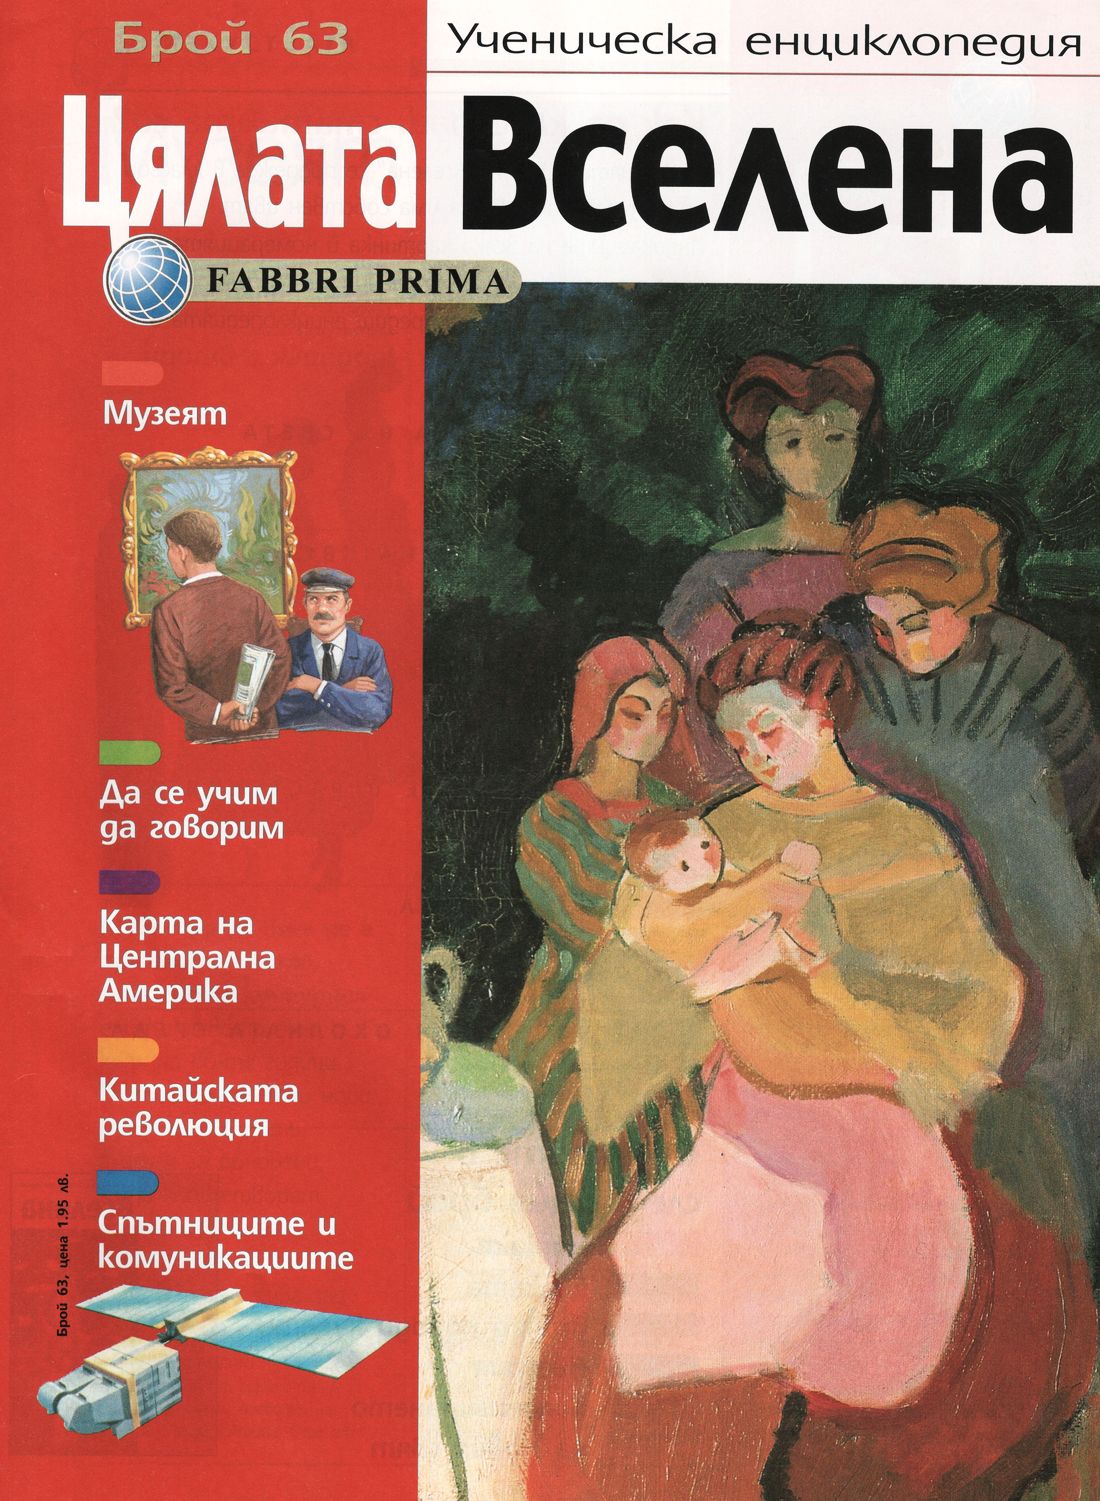 Брой 63
Ученическа енциклопедия
Цялата Вселена
FABBRI PRIMA
Музеят
Да се учим
да говорим
Карта на
Централна
Америка
Китайската
революция
Спътниците и
комуникациите
Брой 63, цена 1.95 лв.